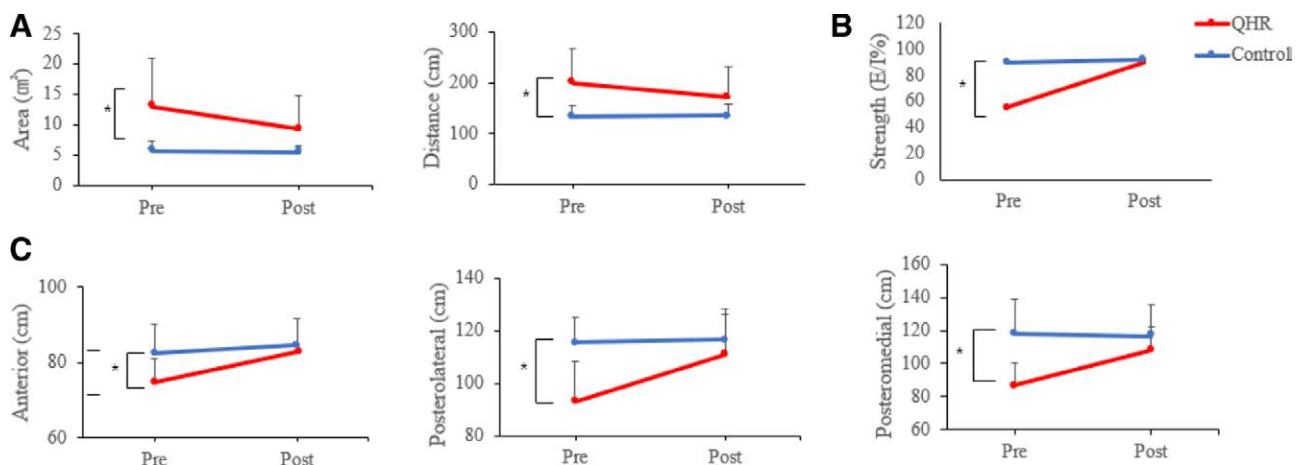 A
Area (㎡)
25
20
15
10
5
0
*
Pre
Post
Distance (cm)
300
200
100
0
*
Pre
Post
B
Strength (E/I%)
120
100
80
60
40
20
0
*
Pre
Post
QHR
Controll
C
Anterior (cm)
100
80
60
*
Pre
Post
Posterolateral (cm)
140
120
100
80
*
Pre
Post
Posteromedial (cm)
160
140
120
100
80
60
*
Pre
Post